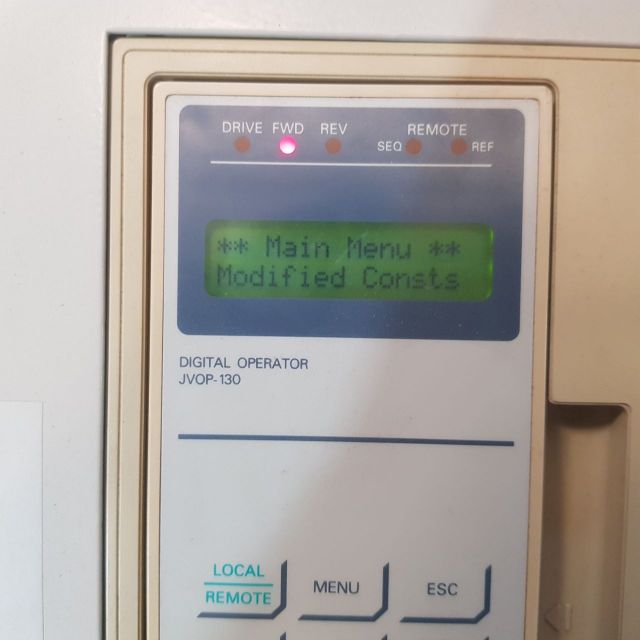 DRIVE FWD REV REMOTE
SEQ REF
** Main Menu **
Modified Consts
DIGITAL OPERATOR
JVOP-130
LOCAL
REMOTE
MENU
ESC